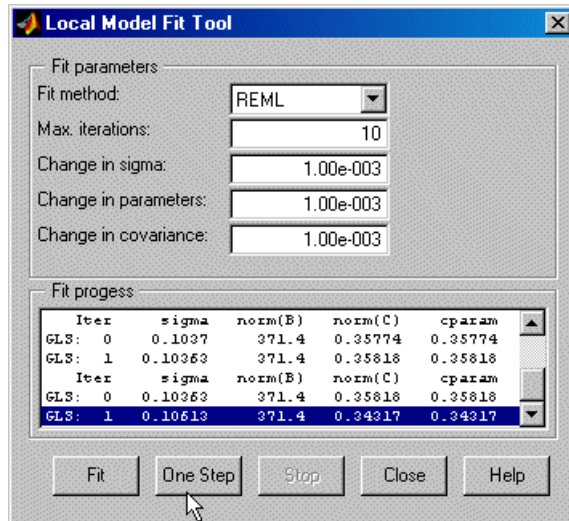 Local Model Fit Tool
Fit parameters
Fit method: REML
Max. iterations: 10
Change in sigma: 1.00e-003
Change in parameters: 1.00e-003
Change in covariance: 1.00e-003
Fit progess
Iter sigma norm(B) norm(C) cparam
GLS: 0 0.1037 371.4 0.35774 0.35774
GLS: 1 0.10363 371.4 0.35818 0.35818
Iter sigma norm(B) norm(C) cparam
GLS: 0 0.10363 371.4 0.35818 0.35818
GLS: 1 0.10613 371.4 0.34317 0.34317
Fit One Step Stop Close Help